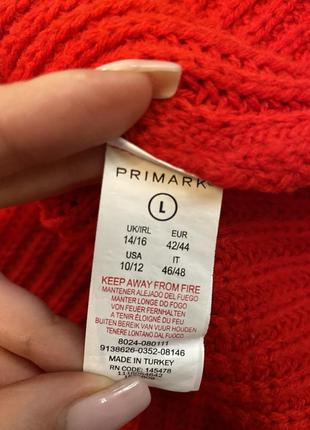 PRIMARK
L
UK/IRL EUR
14/16 42/44
USA IT
10/12 46/48
KEEP AWAY FROM FIRE
MANTENER ALEJADO DEL FUEGO
MANTER LONGE DO FOGO
VON FEUER FERNHALTEN
A TENIR ÉLOIGNÉ DU FEU
BUITEN BEREIK VAN VUUR HOUDEN
TENERE LONTANO DAL FUOCO
8024-080111
9138626-0352-08146
MADE IN TURKEY
RN CODE: 145478